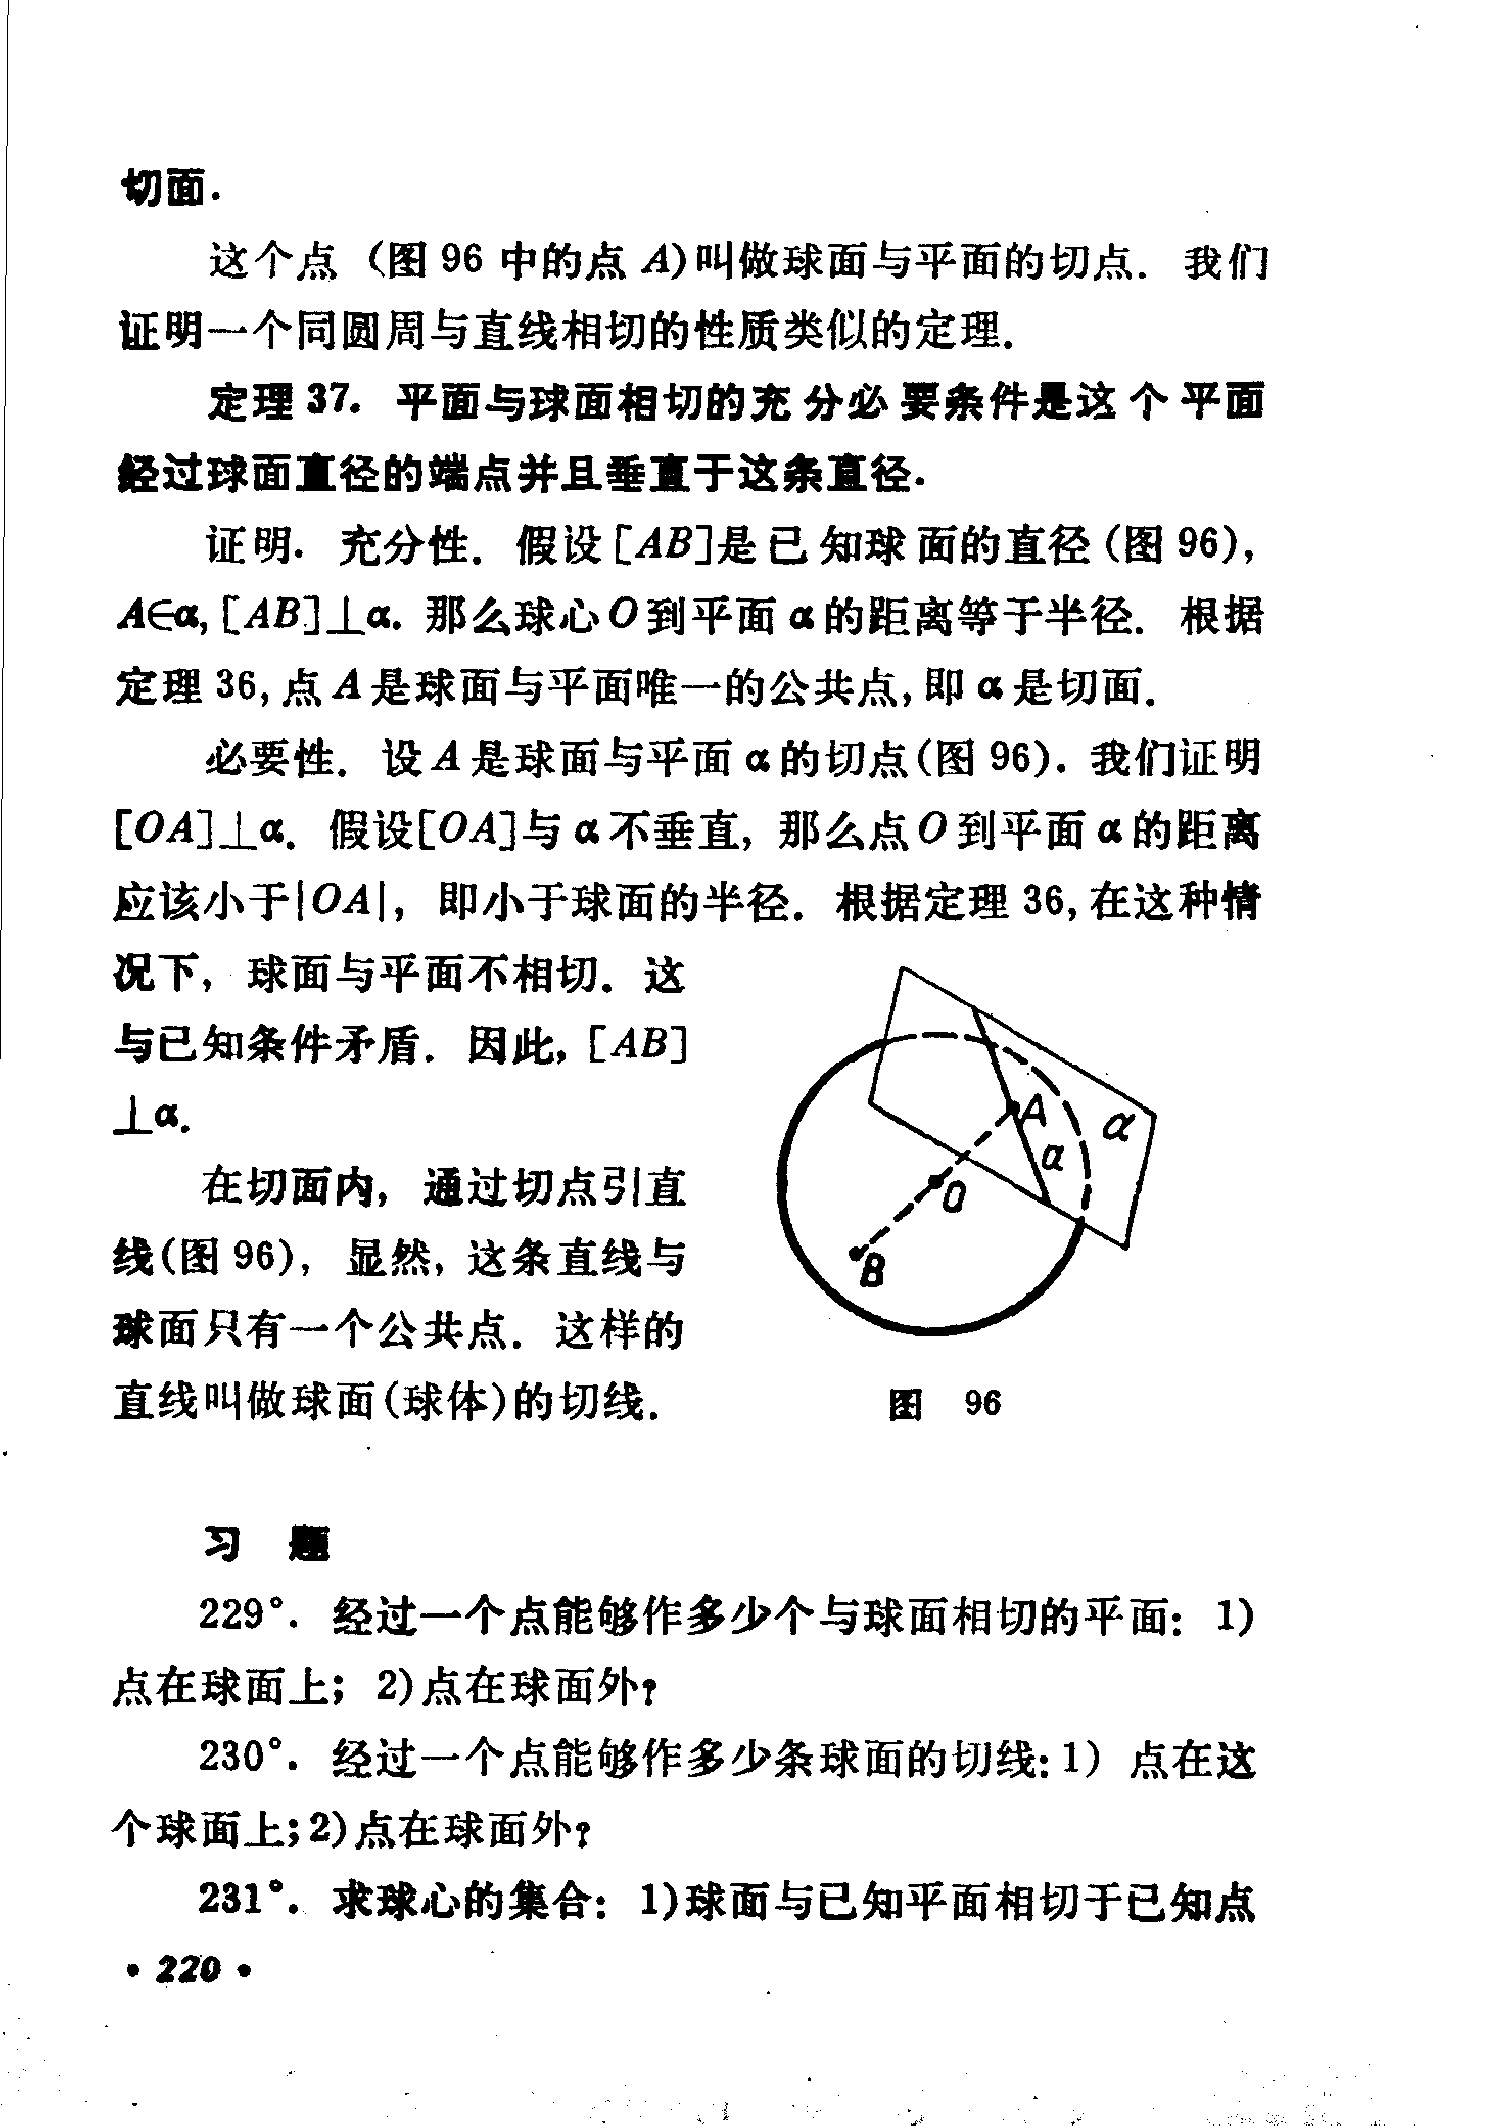 切面．
这个点（图 96 中的点 A)叫做球面与平面的切点． 我们
证明一个同圆周与直线相切的性质类似的定理．
定理 37． 平面与球面相切的充分必要条件是这个平面
经过球面直径的端点并且垂直于这条直径．
证明． 充分性． 假设[AB]是已知球面的直径(图 96)，
A∈α, [AB]⊥α． 那么球心 O 到平面 α 的距离等于半径． 根据
定理 36, 点 A 是球面与平面唯一的公共点, 即 α 是切面．
必要性． 设 A 是球面与平面 α 的切点(图 96)． 我们证明
[OA]⊥α． 假设[OA]与 α 不垂直，那么点 O 到平面 α 的距离
应该小于|OA|，即小于球面的半径． 根据定理 36, 在这种情
况下，球面与平面不相切． 这
与已知条件矛盾． 因此, [AB]
⊥α．
在切面内，通过切点引直
线(图 96)，显然，这条直线与
球面只有一个公共点． 这样的
直线叫做球面(球体)的切线．
A
α
α
O
B
图 96
习 题
229°． 经过一个点能够作多少个与球面相切的平面：1)
点在球面上；2)点在球面外？
230°． 经过一个点能够作多少条球面的切线：1) 点在这
个球面上；2)点在球面外？
231°． 求球心的集合：1)球面与已知平面相切于已知点
• 220 •